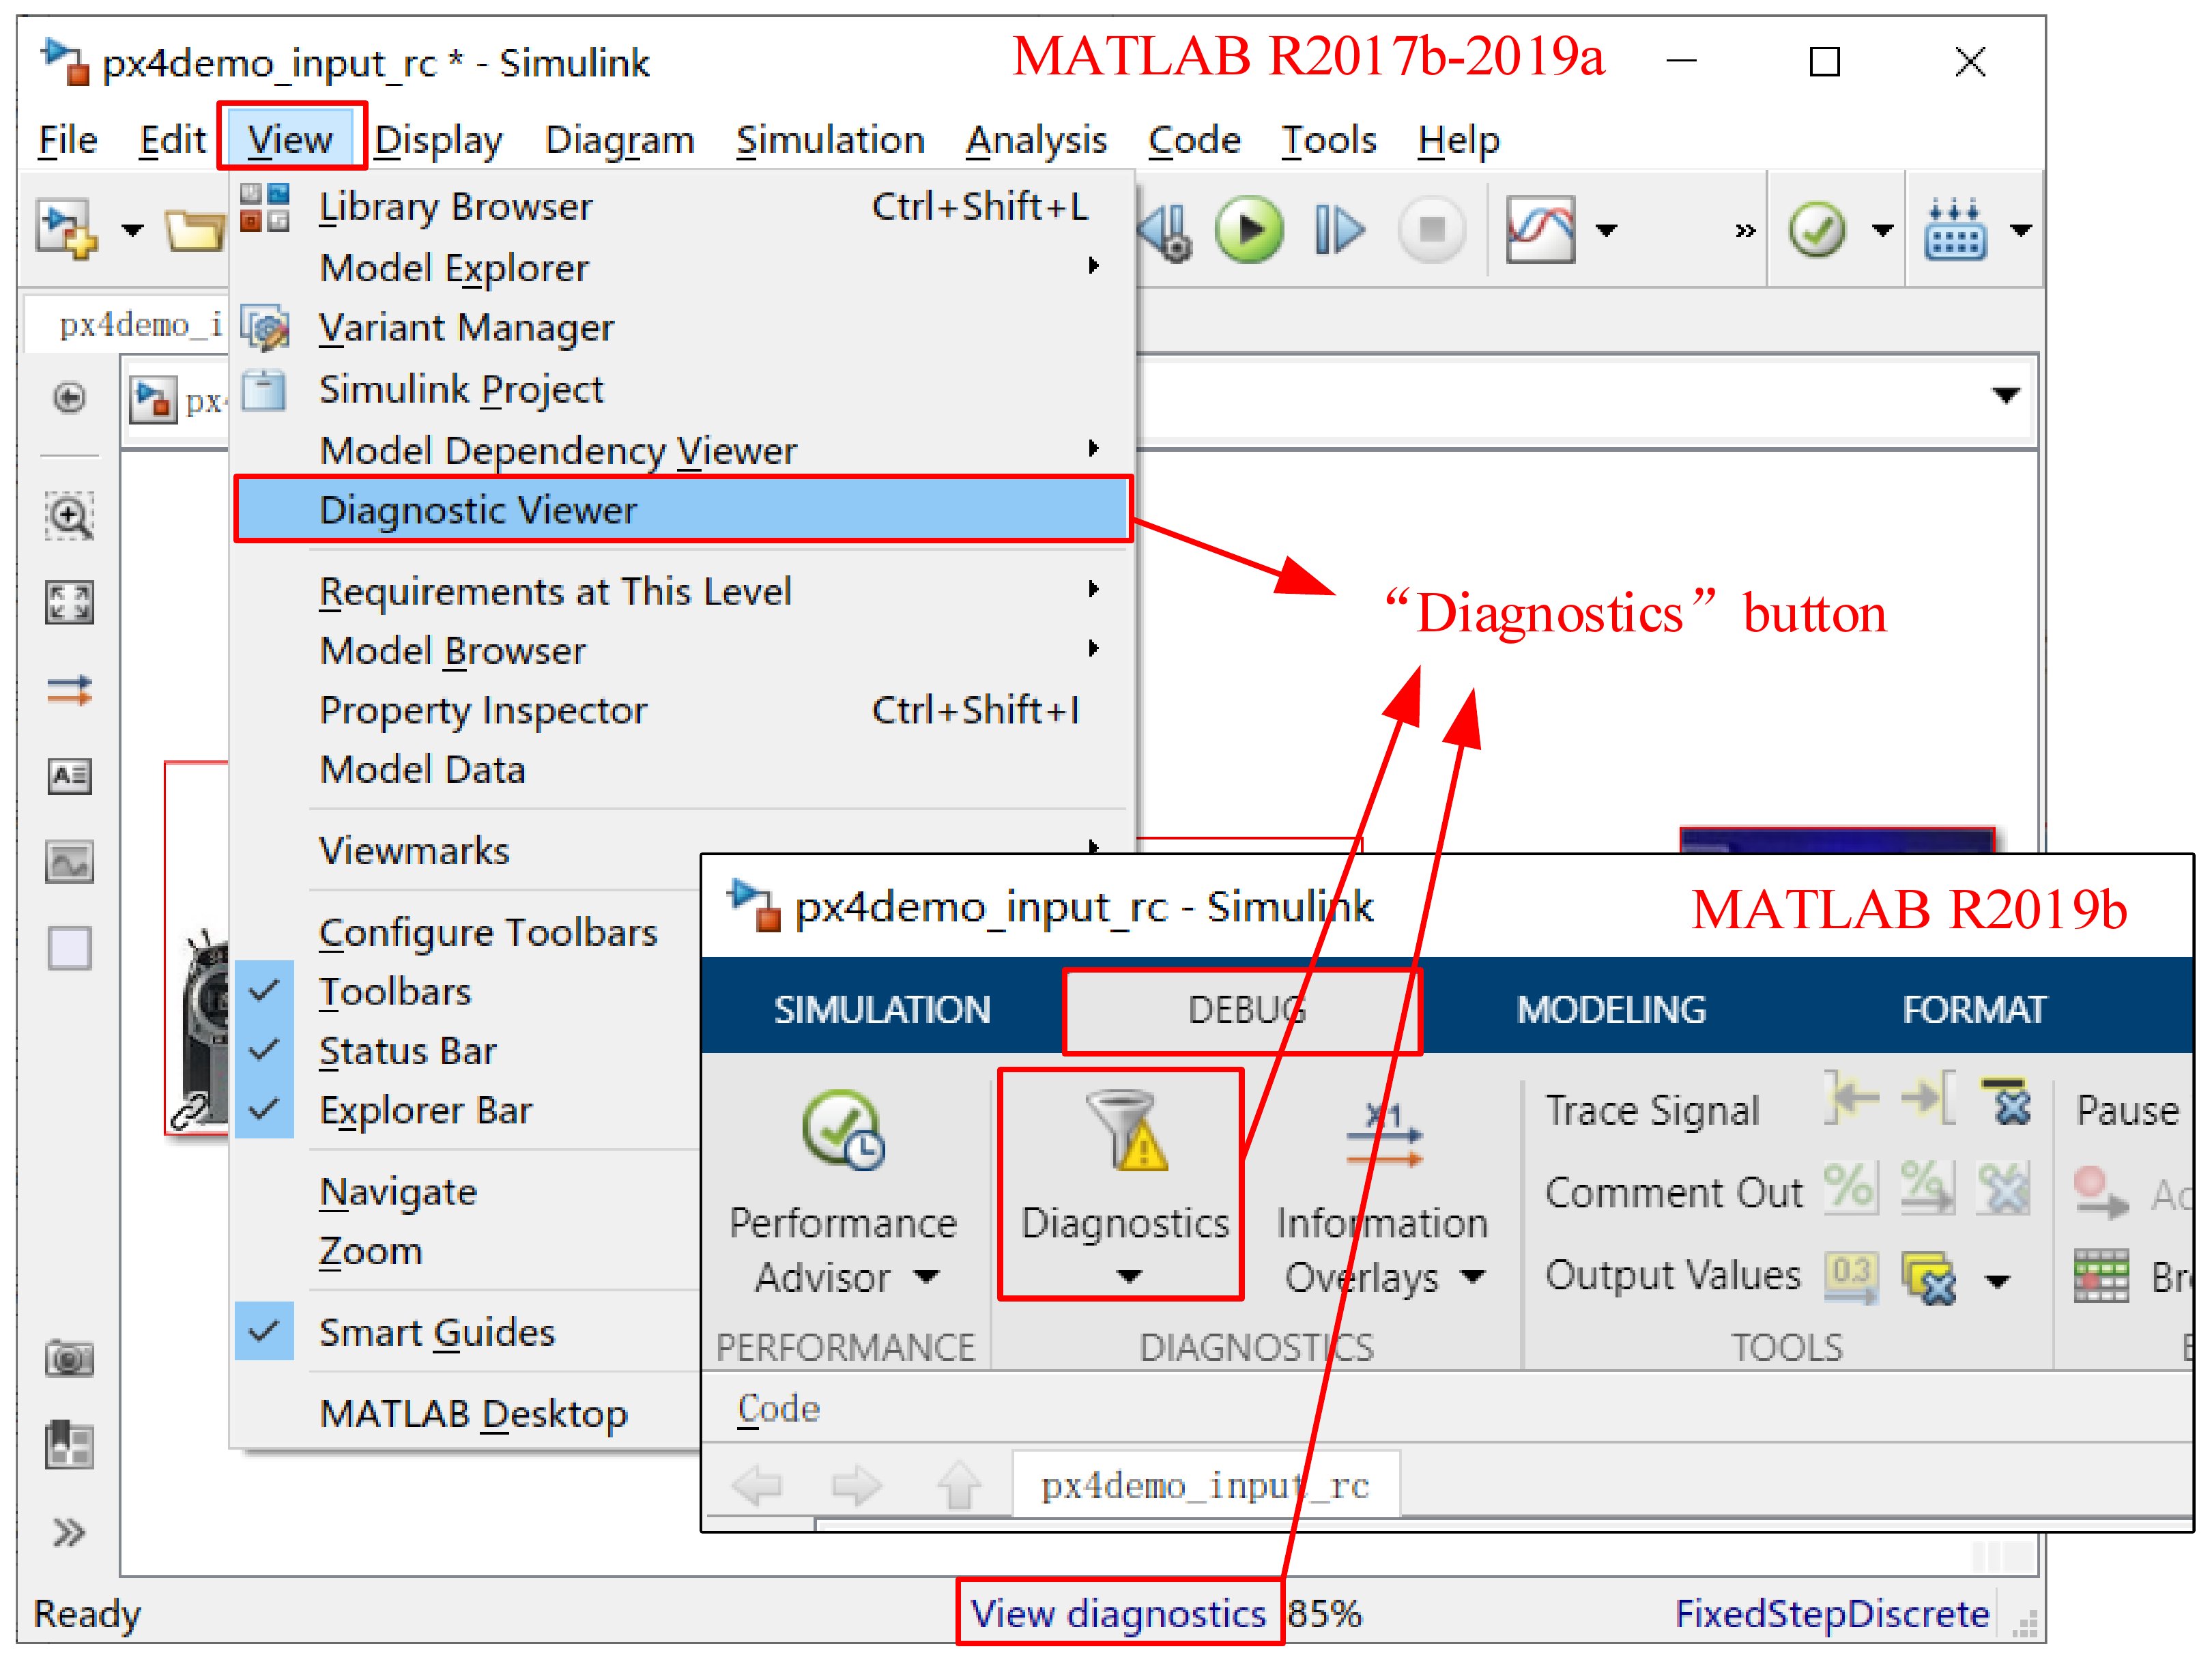 px4demo_input_rc * - Simulink
MATLAB R2017b-2019a
File Edit View Display Diagram Simulation Analysis Code Tools Help
Library Browser Ctrl+Shift+L
Model Explorer
px4demo_i
Variant Manager
Simulink Project
px4
Model Dependency Viewer
Diagnostic Viewer
Requirements at This Level
“Diagnostics” button
Model Browser
Property Inspector Ctrl+Shift+I
Model Data
Viewmarks
Configure Toolbars
Toolbars
Status Bar
Explorer Bar
Navigate
Zoom
Smart Guides
MATLAB Desktop
px4demo_input_rc - Simulink
MATLAB R2019b
SIMULATION DEBUG MODELING FORMAT
Performance Advisor
Diagnostics
Information Overlays
Trace Signal
Comment Out
Output Values
Pause
PERFORMANCE DIAGNOSTICS TOOLS
Code
px4demo_input_rc
Ready View diagnostics 85% FixedStepDiscrete